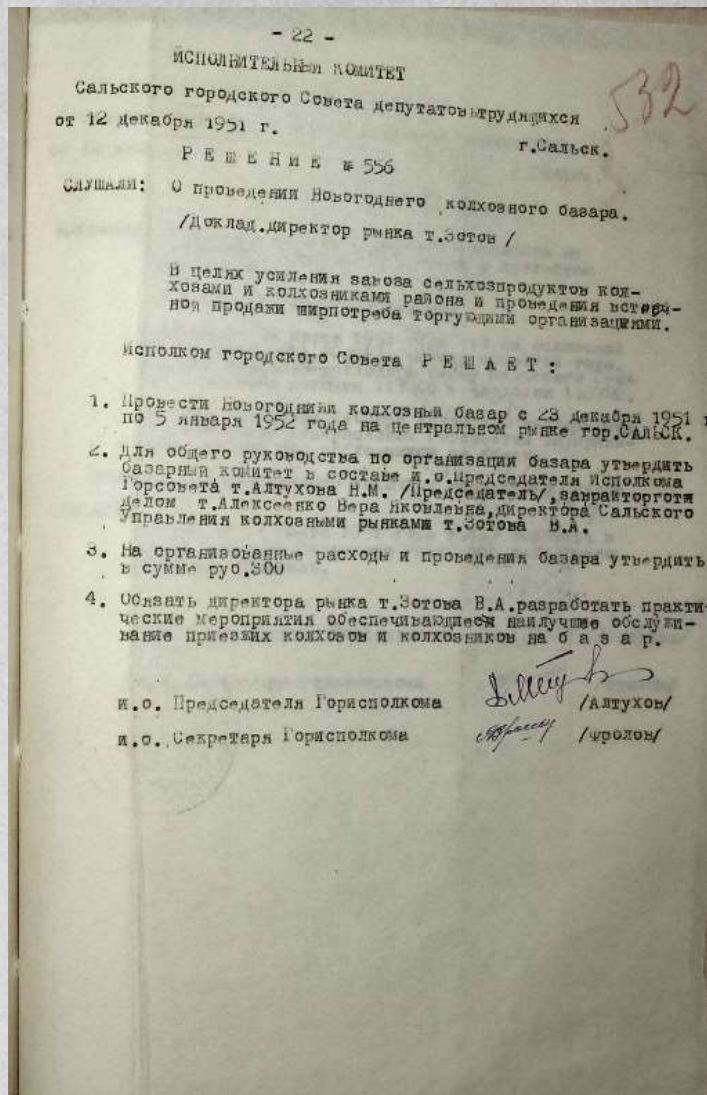 - 22 -
ИСПОЛНИТЕЛЬНЫЙ КОМИТЕТ
532
Сальского городского Совета депутатов трудящихся
от 12 декабря 1951 г.
г.Сальск.
Р Е Ш Е Н И Е № 556
СЛУШАЛИ: О проведении Новогоднего колхозного базара.
/Доклад.директор рынка т.Зотов /
В целях усиления завоза сельхозпродуктов кол-
хозами и колхозниками района и проведения встреч-
ной продажи ширпотреба торгующими организациями.
Исполком городского Совета Р Е Ш А Е Т :
1. Провести Новогодний колхозный базар с 23 декабря 1951 г
по 5 января 1952 года на центральном рынке гор.САЛЬСК.
2. Для общего руководства по организации базара утвердить
базарный комитет в составе и.о.Председателя Исполкома
Горсовета т.Алтухова Н.М. /Председатель/, заврайторготи
делом т.Алексеенко Вера Яковлевна, директора Сальского
Управления колхозными рынками т.Зотова В.А.
3. На организованные расходы и проведения базара утвердить
в сумме руб.300
4. Обязать директора рынка т.Зотова В.А.разработать практи-
ческие мероприятия обеспечивающиеся наилучшие обслужи-
вание приезжих колхозов и колхозников на б а з а р.
и.о. Председателя Горисполкома /Алтухов/
и.о. Секретаря Горисполкома /Фролов/